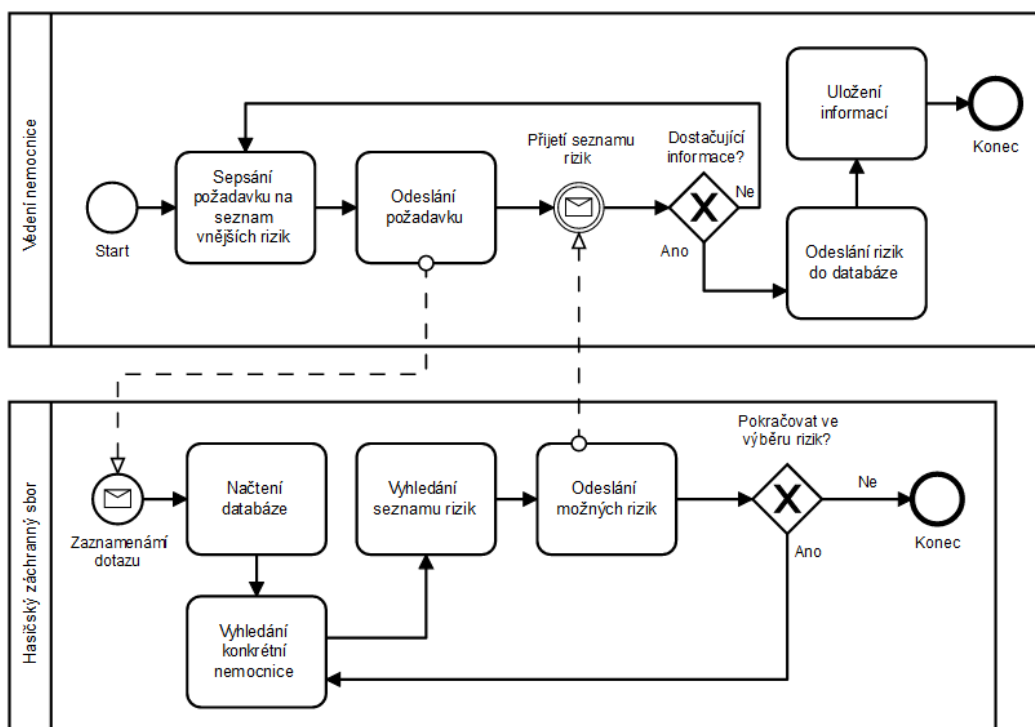 Vedení nemocnice
Start
Sepsání
požadavku na
seznam
vnějších rizik
Odeslání
požadavku
Přijetí seznamu
rizik
Dostačující
informace?
Ne
Ano
Odeslání rizik
do databáze
Uložení
informací
Konec
Hasičský záchranný sbor
Zaznamenámí
dotazu
Načtení
databáze
Vyhledání
konkrétní
nemocnice
Vyhledání
seznamu rizik
Odeslání
možných rizik
Pokračovat ve
výběru rizik?
Ne
Ano
Konec